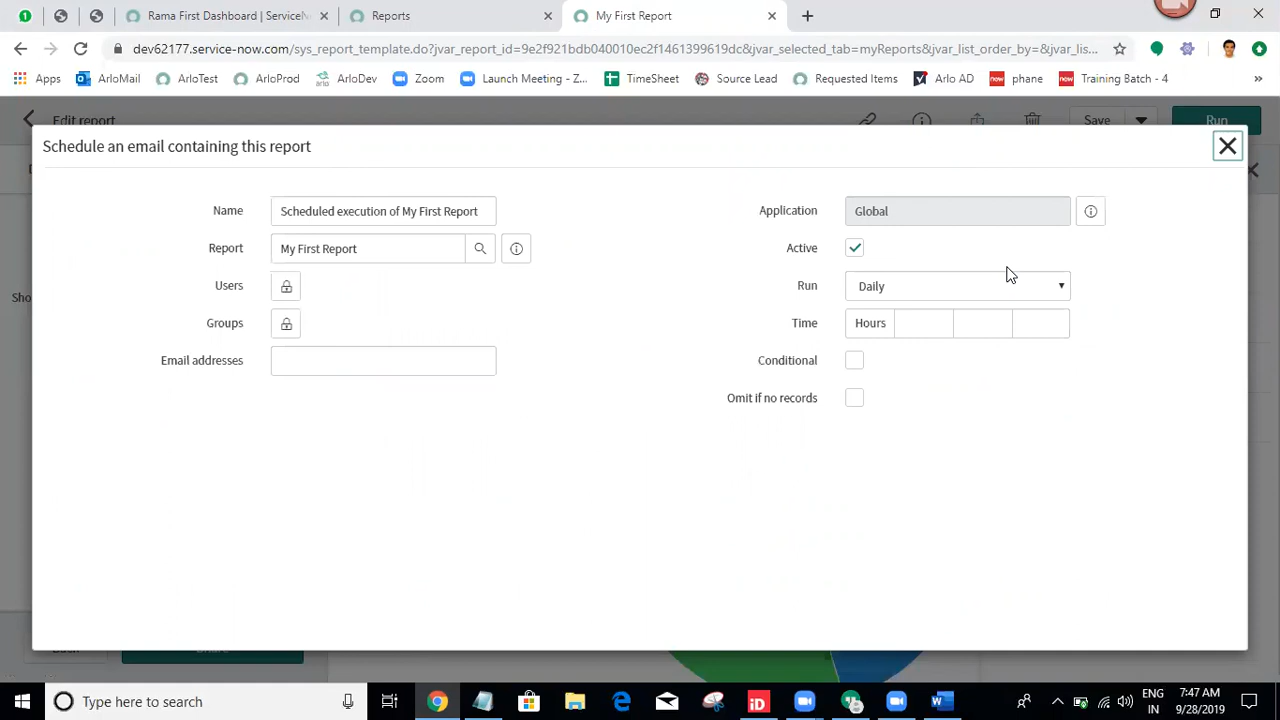 Rama First Dashboard | ServiceN
Reports
My First Report
dev62177.service-now.com/sys_report_template.do?jvar_report_id=9e2f921bdb040010ec2f1461399619dc&jvar_selected_tab=myReports&jvar_list_order_by=&jvar_lis...
Apps
ArloMail
ArloTest
ArloProd
ArloDev
Zoom
Launch Meeting - Z...
TimeSheet
Source Lead
Requested Items
Arlo AD
now
phane
now
Training Batch - 4
»
Edit report
Save
Run
Schedule an email containing this report
Name
Scheduled execution of My First Report
Application
Global
Report
My First Report
Active
Users
Run
Daily
Groups
Time
Hours
Email addresses
Conditional
Omit if no records
Sho
Type here to search
ENG
IN
7:47 AM
9/28/2019